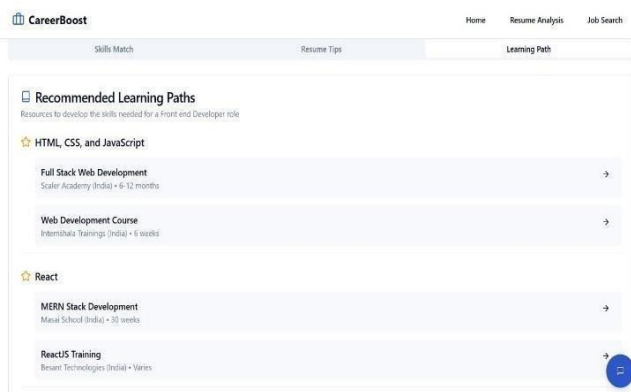 CareerBoost
Home Resume Analysis Job Search
Skills Match Resume Tips Learning Path
Recommended Learning Paths
Resources to develop the skills needed for a Front end Developer role
HTML, CSS, and JavaScript
Full Stack Web Development
Scaler Academy (India) • 6-12 months
Web Development Course
Internshala Trainings (India) • 6 weeks
React
MERN Stack Development
Masai School (India) • 30 weeks
ReactJS Training
Besant Technologies (India) • Varies